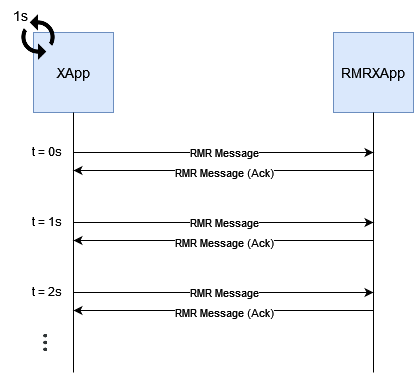 1s
XApp
RMRXApp
t = 0s
RMR Message
RMR Message (Ack)
t = 1s
RMR Message
RMR Message (Ack)
t = 2s
RMR Message
RMR Message (Ack)
...